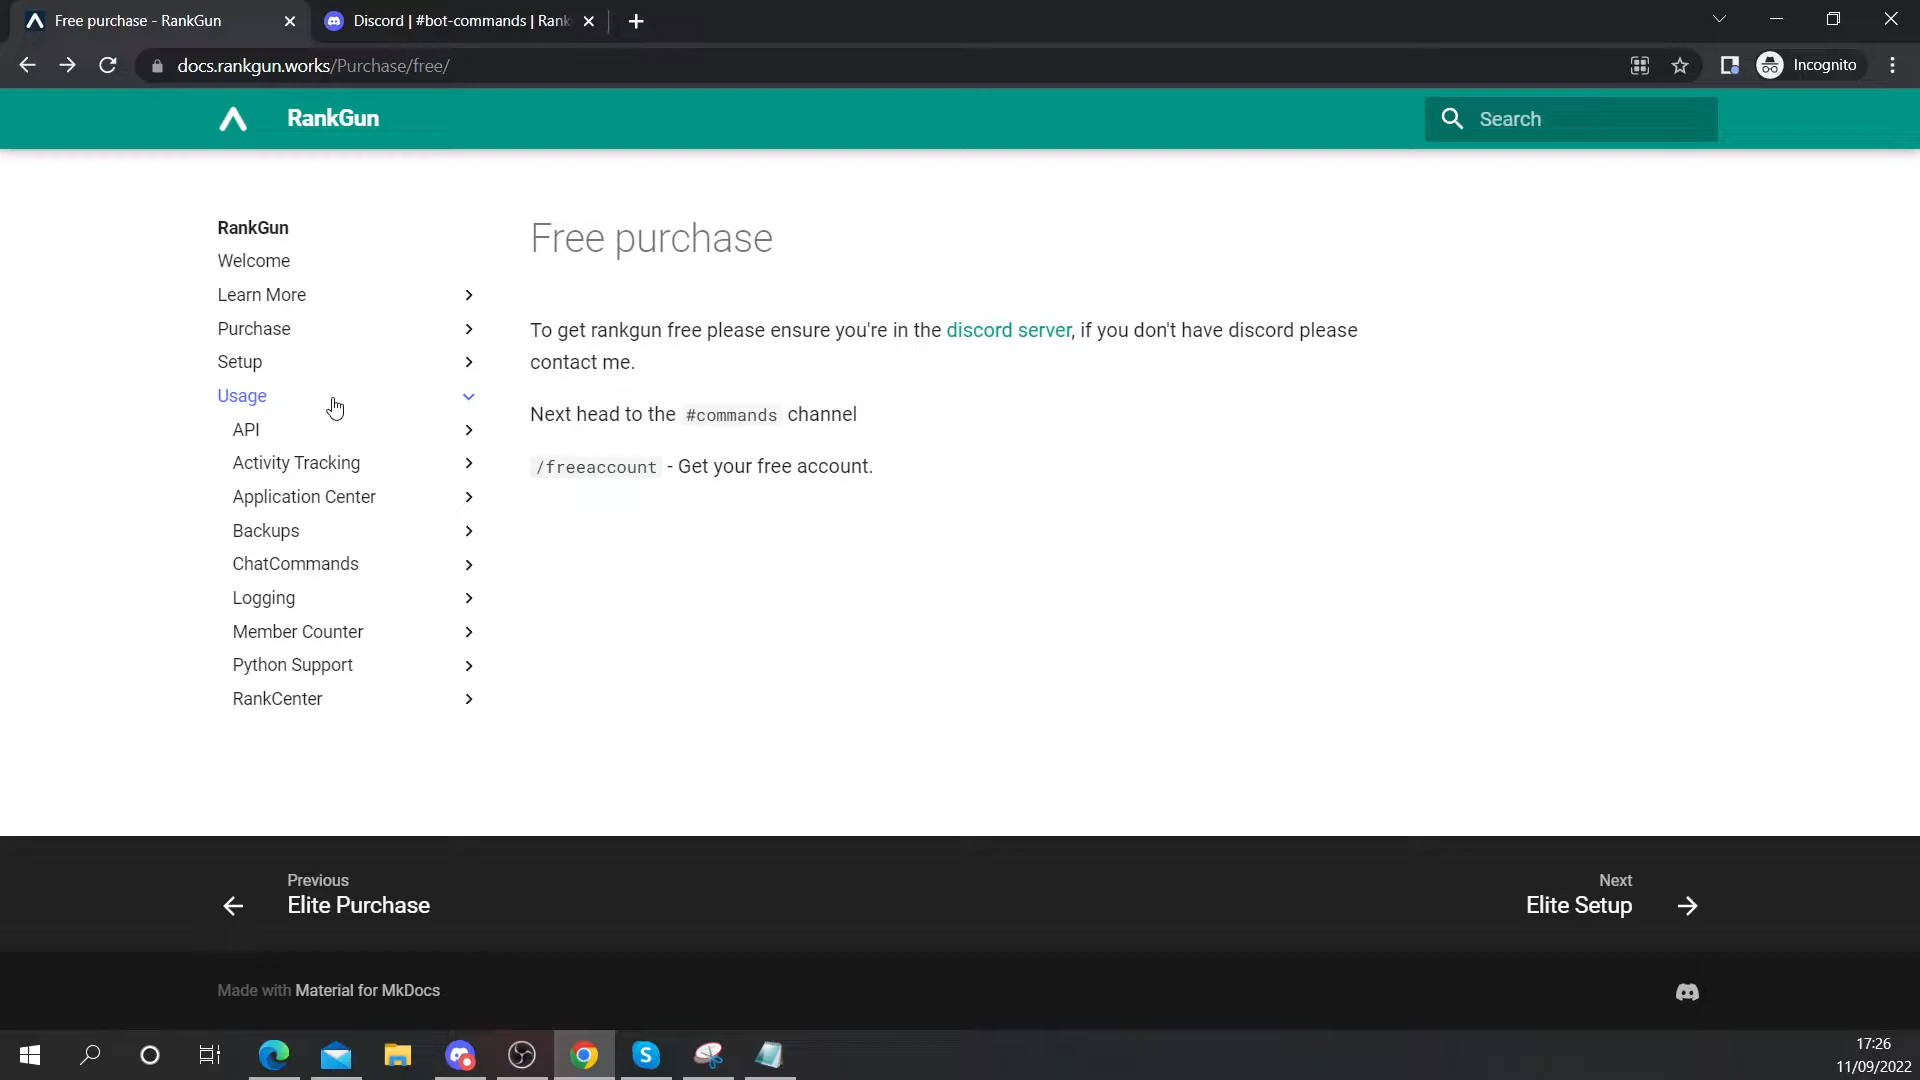 Free purchase - RankGun
Discord | #bot-commands | Rank
docs.rankgun.works/Purchase/free/
Incognito
RankGun
Search
RankGun
Welcome
Learn More
Purchase
Setup
Usage
API
Activity Tracking
Application Center
Backups
ChatCommands
Logging
Member Counter
Python Support
RankCenter
Free purchase
To get rankgun free please ensure you're in the discord server, if you don't have discord please
contact me.
Next head to the #commands channel
/freeaccount - Get your free account.
Previous
Elite Purchase
Next
Elite Setup
Made with Material for MkDocs
17:26
11/09/2022